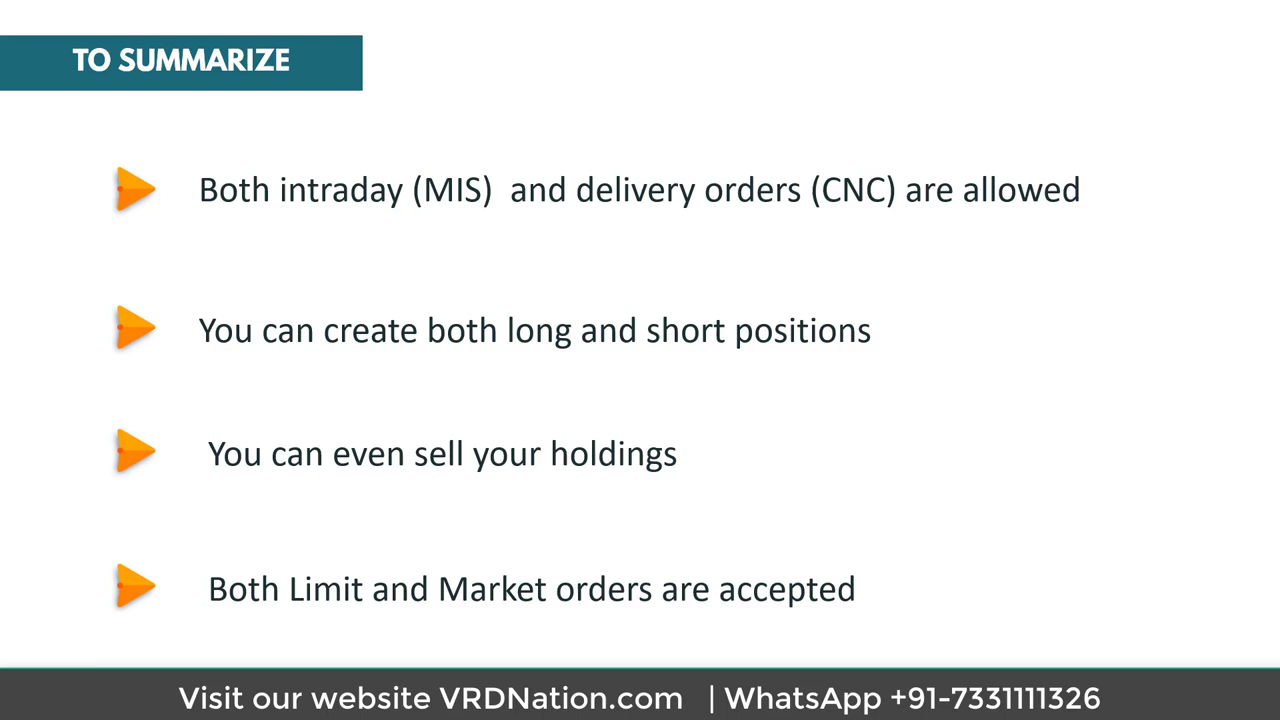 TO SUMMARIZE
Both intraday (MIS)  and delivery orders (CNC) are allowed
You can create both long and short positions
You can even sell your holdings
Both Limit and Market orders are accepted
Visit our website VRDNation.com   | WhatsApp +91-7331111326